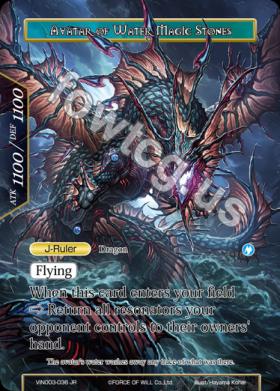 Avatar of Water Magic Stones
ATK 1100/ DEF 1100
fowtcg.us
J-Ruler Dragon
Flying
When this card enters your field
⇒ Return all resonators your
opponent controls to their owners'
hand.
The avatar's water washes away any take of what was there.
VIN003-036 JR ©FORCE OF WILL Co.,Ltd. Illust/Hayama Kohei